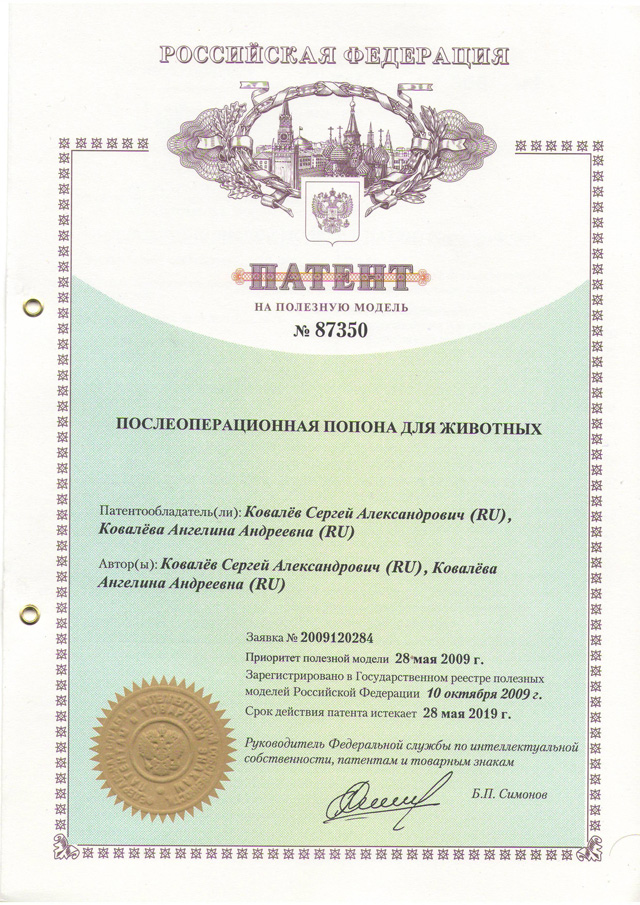 РОССИЙСКАЯ ФЕДЕРАЦИЯ
ПАТЕНТ
НА ПОЛЕЗНУЮ МОДЕЛЬ
№ 87350
ПОСЛЕОПЕРАЦИОННАЯ ПОПОНА ДЛЯ ЖИВОТНЫХ
Патентообладатель(ли): Ковалёв Сергей Александрович (RU),
Ковалёва Ангелина Андреевна (RU)
Автор(ы): Ковалёв Сергей Александрович (RU), Ковалёва
Ангелина Андреевна (RU)
Заявка № 2009120284
Приоритет полезной модели 28 мая 2009 г.
Зарегистрировано в Государственном реестре полезных
моделей Российской Федерации 10 октября 2009 г.
Срок действия патента истекает 28 мая 2019 г.
Руководитель Федеральной службы по интеллектуальной
собственности, патентам и товарным знакам
Б.П. Симонов